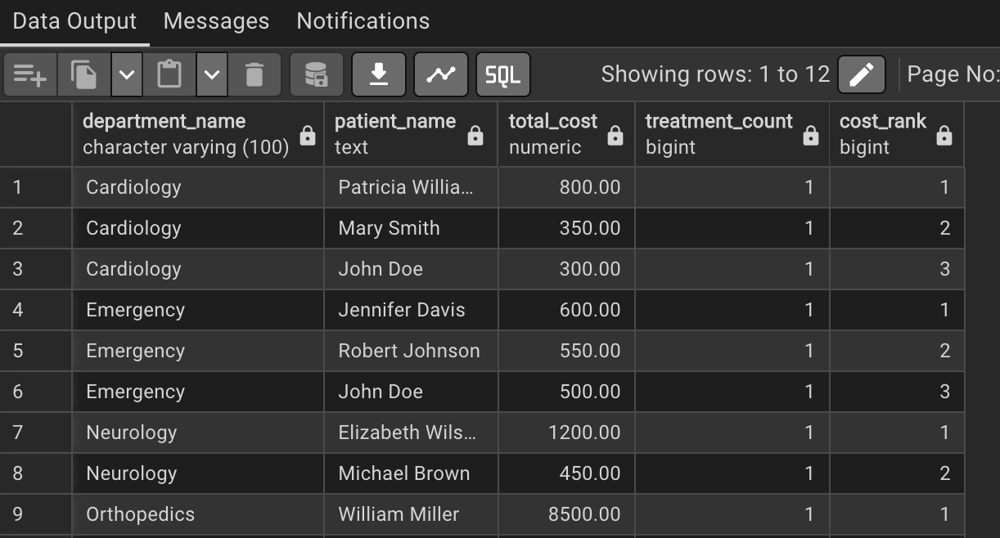 Data Output Messages Notifications
SQL Showing rows: 1 to 12 Page No:
department_name patient_name total_cost treatment_count cost_rank
character varying (100) text numeric bigint bigint
1 Cardiology Patricia Willia... 800.00 1 1
2 Cardiology Mary Smith 350.00 1 2
3 Cardiology John Doe 300.00 1 3
4 Emergency Jennifer Davis 600.00 1 1
5 Emergency Robert Johnson 550.00 1 2
6 Emergency John Doe 500.00 1 3
7 Neurology Elizabeth Wils... 1200.00 1 1
8 Neurology Michael Brown 450.00 1 2
9 Orthopedics William Miller 8500.00 1 1